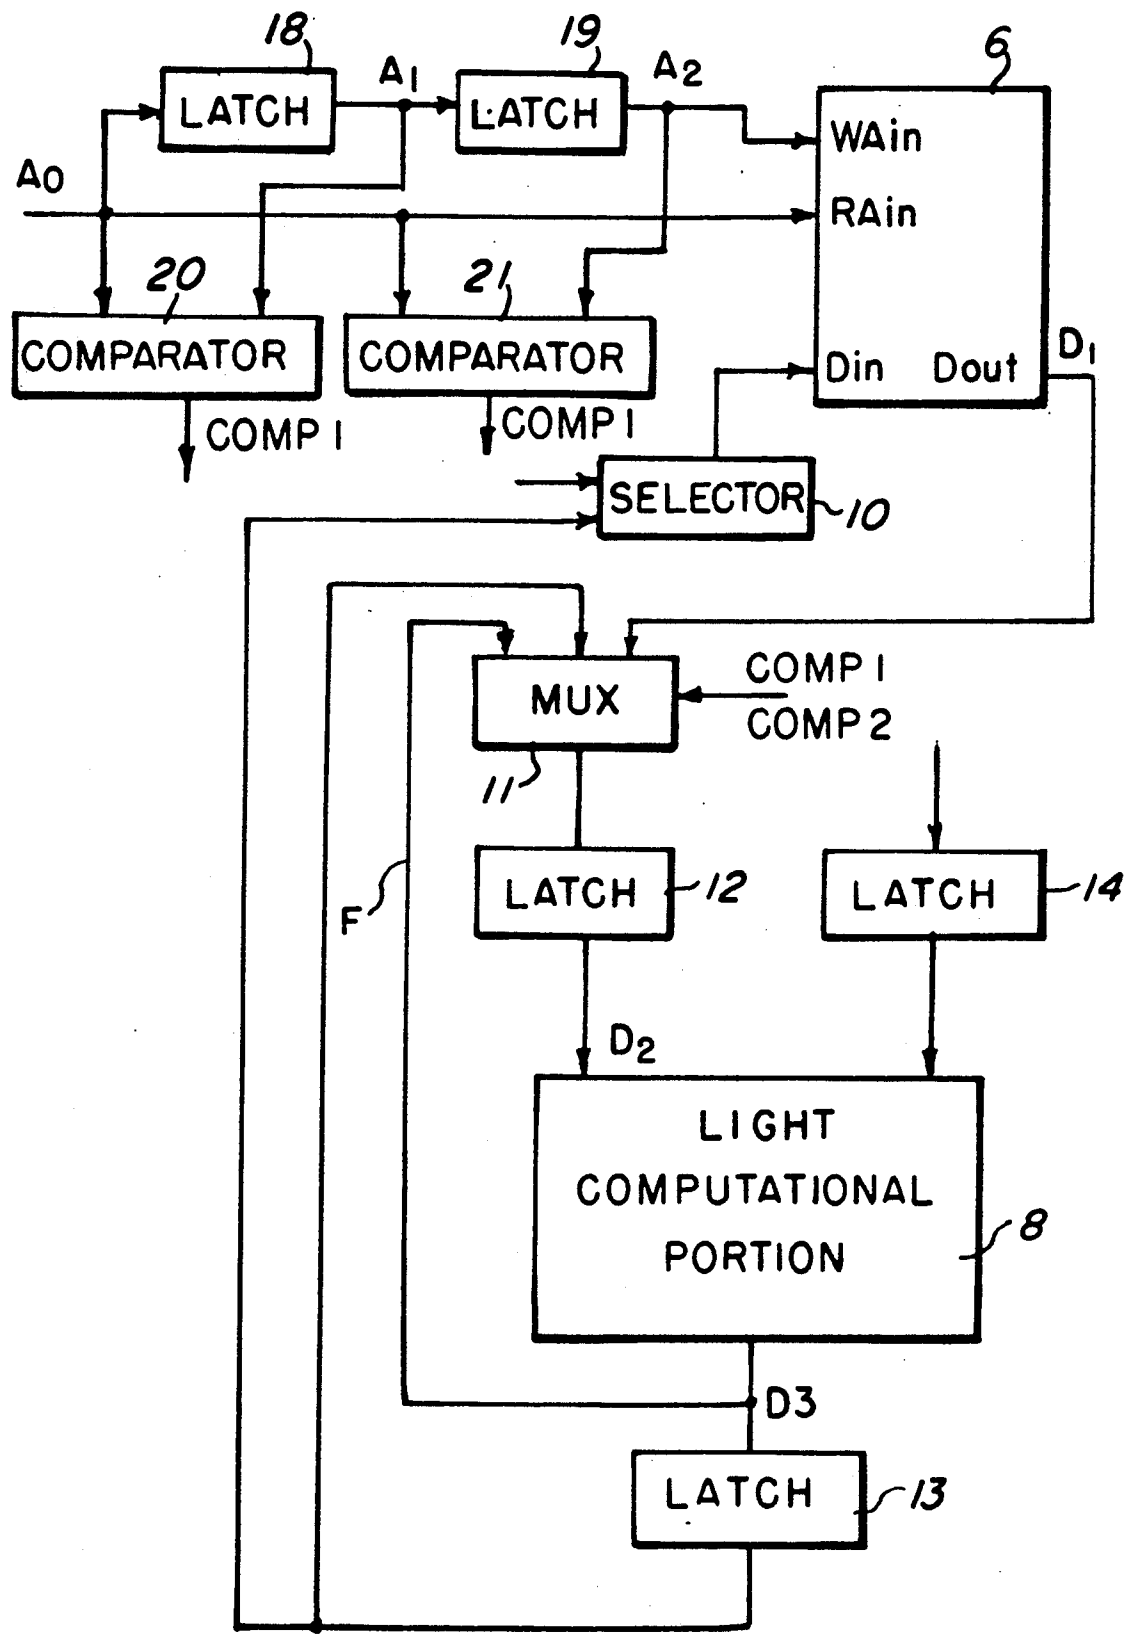 18
19
6
A1
A2
LATCH
LATCH
WAin
A0
RAin
20
21
COMPARATOR
COMPARATOR
Din
Dout
D1
COMP 1
COMP 1
SELECTOR
10
MUX
COMP 1
COMP 2
11
LATCH
12
LATCH
14
F
D2
LIGHT
COMPUTATIONAL
PORTION
8
D3
LATCH
13